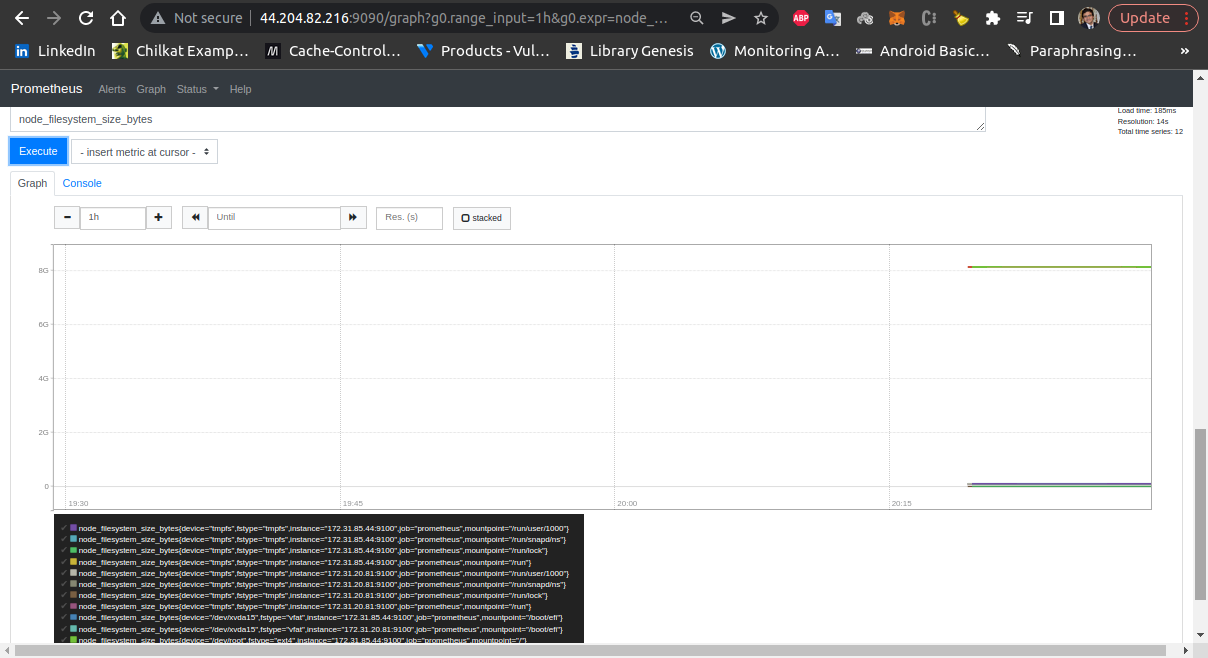 Not secure 44.204.82.216:9090/graph?g0.range_input=1h&g0.expr=node_... ABP Update
LinkedIn Chilkat Examp... Cache-Control... Products - Vul... Library Genesis Monitoring A... Android Basic... Paraphrasing... »
Prometheus Alerts Graph Status Help
node_filesystem_size_bytes
Load time: 185ms
Resolution: 14s
Total time series: 12
Execute - insert metric at cursor -
Graph Console
1h Until Res. (s) stacked
8G
6G
4G
2G
0
19:30 19:45 20:00 20:15
node_filesystem_size_bytes{device="tmpfs",fstype="tmpfs",instance="172.31.85.44:9100",job="prometheus",mountpoint="/run/user/1000"}
node_filesystem_size_bytes{device="tmpfs",fstype="tmpfs",instance="172.31.85.44:9100",job="prometheus",mountpoint="/run/snapd/ns"}
node_filesystem_size_bytes{device="tmpfs",fstype="tmpfs",instance="172.31.85.44:9100",job="prometheus",mountpoint="/run/lock"}
node_filesystem_size_bytes{device="tmpfs",fstype="tmpfs",instance="172.31.85.44:9100",job="prometheus",mountpoint="/run"}
node_filesystem_size_bytes{device="tmpfs",fstype="tmpfs",instance="172.31.20.81:9100",job="prometheus",mountpoint="/run/user/1000"}
node_filesystem_size_bytes{device="tmpfs",fstype="tmpfs",instance="172.31.20.81:9100",job="prometheus",mountpoint="/run/snapd/ns"}
node_filesystem_size_bytes{device="tmpfs",fstype="tmpfs",instance="172.31.20.81:9100",job="prometheus",mountpoint="/run/lock"}
node_filesystem_size_bytes{device="tmpfs",fstype="tmpfs",instance="172.31.20.81:9100",job="prometheus",mountpoint="/run"}
node_filesystem_size_bytes{device="/dev/xvda15",fstype="vfat",instance="172.31.85.44:9100",job="prometheus",mountpoint="/boot/efi"}
node_filesystem_size_bytes{device="/dev/xvda15",fstype="vfat",instance="172.31.20.81:9100",job="prometheus",mountpoint="/boot/efi"}
node_filesystem_size_bytes{device="/dev/root",fstype="ext4",instance="172.31.85.44:9100",job="prometheus",mountpoint="/"}